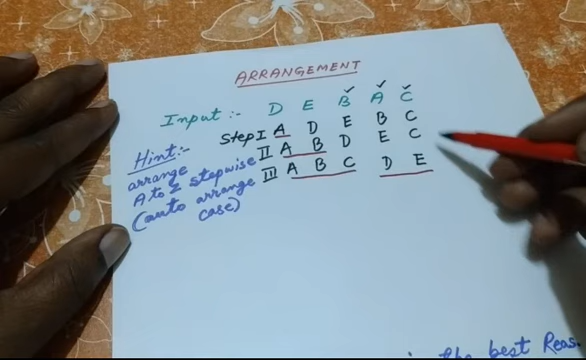 ARRANGEMENT
Input :- D E B A C
Step I A D E B C
II A B D E C
III A B C D E
Hint:-
arrange
A to Z stepwise
(auto arrange
case)
the best Reas.